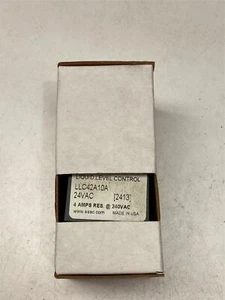 LIQUID LEVEL CONTROL
LLC42A10A
24VAC [2413]
4 AMPS RES. @ 240VAC
www.ssac.com MADE IN USA